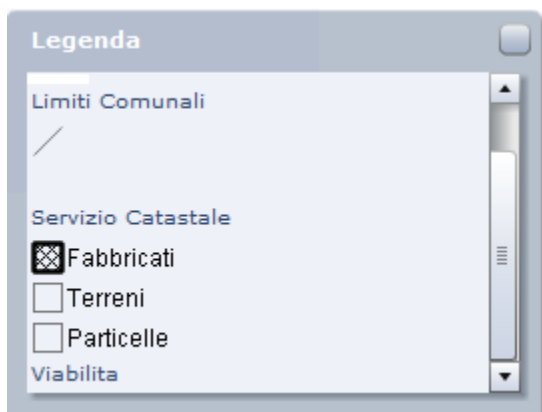 Legenda
Limiti Comunali
Servizio Catastale
Fabbricati
Terreni
Particelle
Viabilita